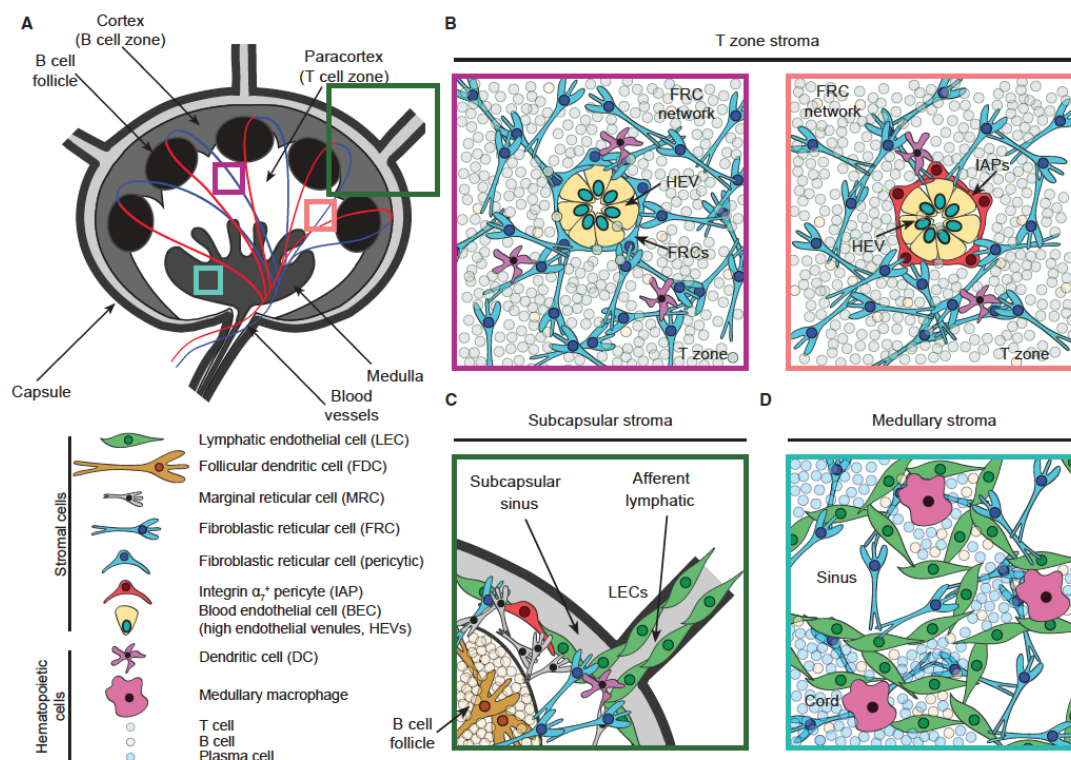 A
Cortex
(B cell zone)
B cell
follicle
Paracortex
(T cell zone)
Capsule
Medulla
Blood
vessels
B
T zone stroma
FRC
network
HEV
FRCs
T zone
FRC
network
IAPs
HEV
T zone
Stromal cells
Lymphatic endothelial cell (LEC)
Follicular dendritic cell (FDC)
Marginal reticular cell (MRC)
Fibroblastic reticular cell (FRC)
Fibroblastic reticular cell (pericytic)
Integrin α₇⁺ pericyte (IAP)
Blood endothelial cell (BEC)
(high endothelial venules, HEVs)
Hematopoietic
cells
Dendritic cell (DC)
Medullary macrophage
T cell
B cell
Plasma cell
C
Subcapsular stroma
Subcapsular
sinus
Afferent
lymphatic
LECs
B cell
follicle
D
Medullary stroma
Sinus
Cord